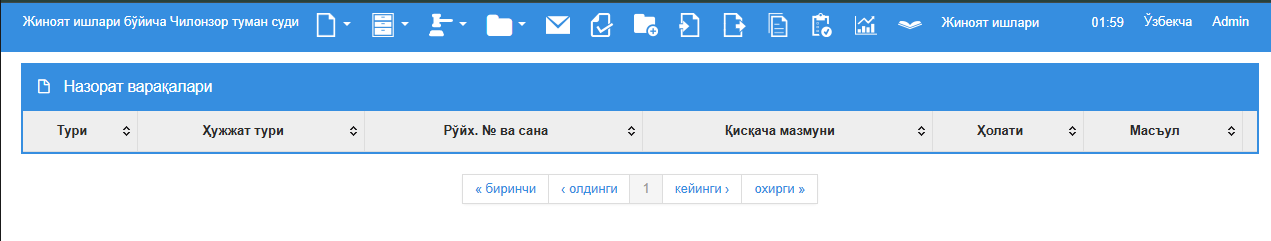 Жиноят ишлари бўйича Чилонзор туман суди Жиноят ишлари 01:59 Ўзбекча Admin
Назорат варақалари
Тури Ҳужжат тури Рўйх. № ва сана Қисқача мазмуни Ҳолати Масъул
« биринчи ‹ олдинги 1 кейинги › охирги »